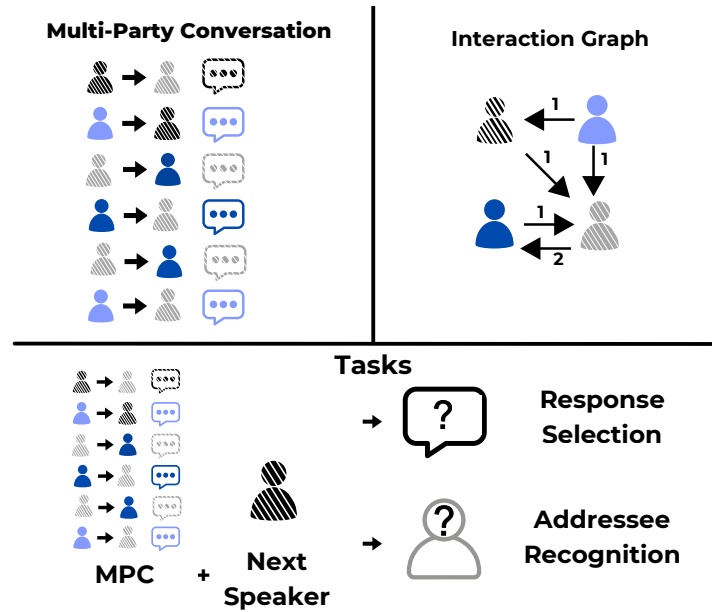 Multi-Party Conversation
Interaction Graph
1
1
1
1
2
Tasks
?
Response
Selection
?
Addressee
Recognition
MPC + Next
Speaker